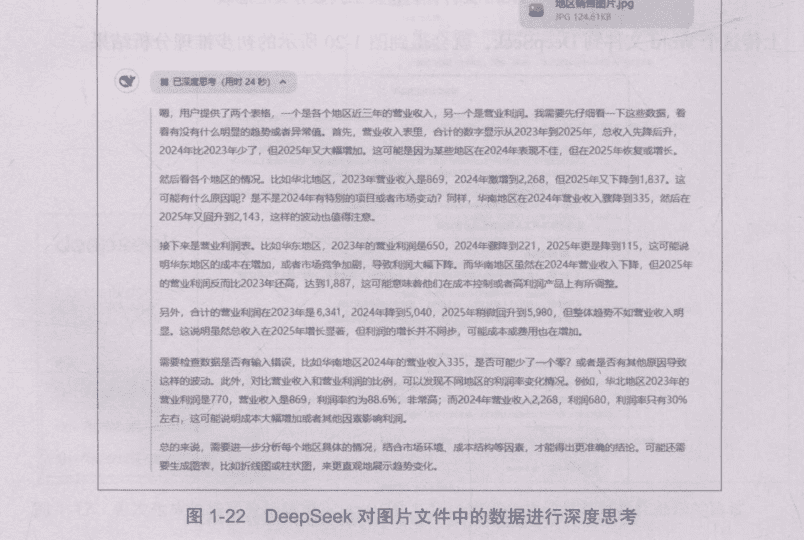 地区销售图片.jpg
JPG 124.61KB
已深度思考（用时 24 秒）
嗯，用户提供了两个表格，一个是各个地区近三年的营业收入，另一个是营业利润。我需要先仔细看一下这些数据，看
看有没有什么明显的趋势或者异常值。首先，营业收入表里，合计的数字显示从2023年到2025年，总收入先降后升，
2024年比2023年少了，但2025年又大幅增加。这可能是因为某些地区在2024年表现不佳，但在2025年恢复或增长。
然后看各个地区的情况。比如华北地区，2023年营业收入是869，2024年激增到2,268，但2025年又下降到1,837。这
可能有什么原因呢？是不是2024年有特别的项目或者市场变动？同样，华南地区在2024年营业收入骤降到335，然后在
2025年又回升到2,143，这样的波动也值得注意。
接下来是营业利润表。比如华东地区，2023年的营业利润是650，2024年骤降到221，2025年更是降到115，这可能说
明华东地区的成本在增加，或者市场竞争加剧，导致利润大幅下降。而华南地区虽然在2024年营业收入下降，但2025年
的营业利润反而比2023年还高，达到1,887，这可能意味着他们在成本控制或者高利润产品上有所调整。
另外，合计的营业利润在2023年是6,341，2024年降到5,040，2025年稍微回升到5,980，但整体趋势不如营业收入明
显。这说明虽然总收入在2025年增长显著，但利润的增长并不同步，可能成本或费用也在增加。
需要检查数据是否有输入错误，比如华南地区2024年的营业收入335，是否可能少了一个零？或者是否有其他原因导致
这样的波动。此外，对比营业收入和营业利润的比例，可以发现不同地区的利润率变化情况。例如，华北地区2023年的
营业利润是770，营业收入是869，利润率约为88.6%，非常高；而2024年营业收入2,268，利润680，利润率只有30%
左右，这可能说明成本大幅增加或者其他因素影响利润。
总的来说，需要进一步分析每个地区具体的情况，结合市场环境、成本结构等因素，才能得出更准确的结论。可能还需
要生成图表，比如折线图或柱状图，来更直观地展示趋势变化。
图 1-22 DeepSeek 对图片文件中的数据进行深度思考